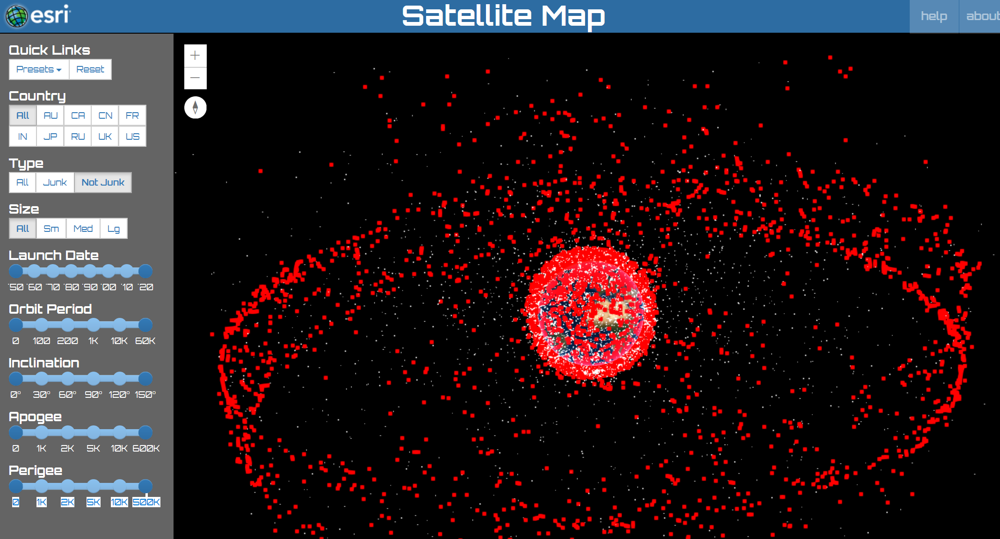 esri
Satellite Map
help
about
Quick Links
Presets Reset
Country
All AU CA CN FR
IN JP RU UK US
Type
All Junk Not Junk
Size
All Sm Med Lg
Launch Date
'50 '60 '70 '80 '90 '00 '10 '20
Orbit Period
0 100 200 1K 10K 60K
Inclination
0° 30° 60° 90° 120° 150°
Apogee
0 1K 2K 5K 10K 600K
Perigee
0 1K 2K 5K 10K 500K